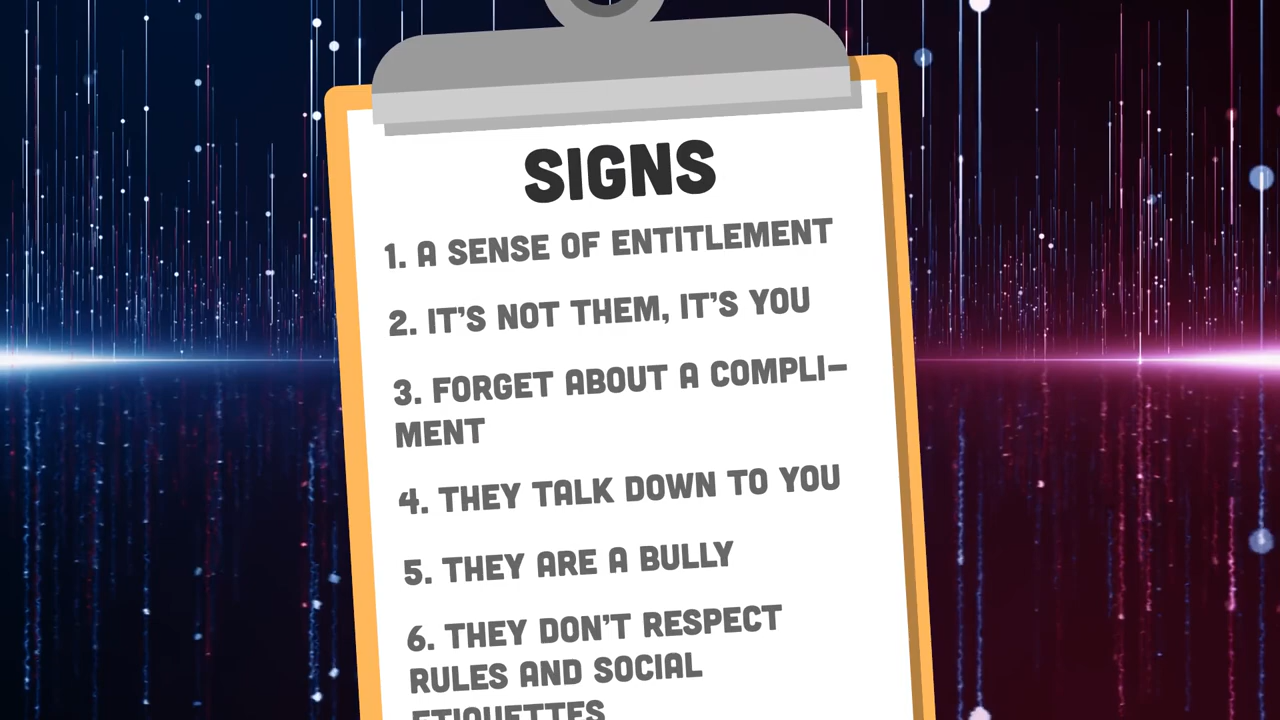 SIGNS
1. A SENSE OF ENTITLEMENT
2. IT'S NOT THEM, IT'S YOU
3. FORGET ABOUT A COMPLI-
MENT
4. THEY TALK DOWN TO YOU
5. THEY ARE A BULLY
6. THEY DON'T RESPECT
RULES AND SOCIAL
ETIQUETTES